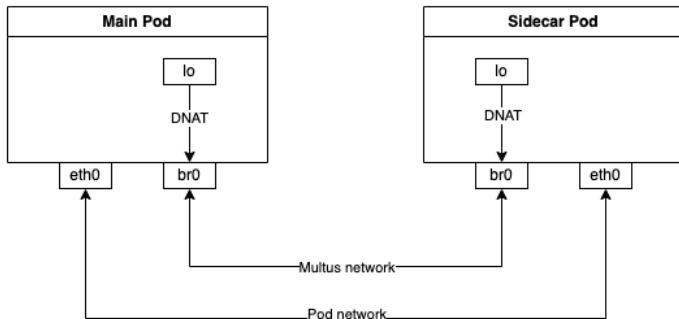 Main Pod
Sidecar Pod
lo
lo
DNAT
DNAT
eth0
br0
br0
eth0
Multus network
Pod network